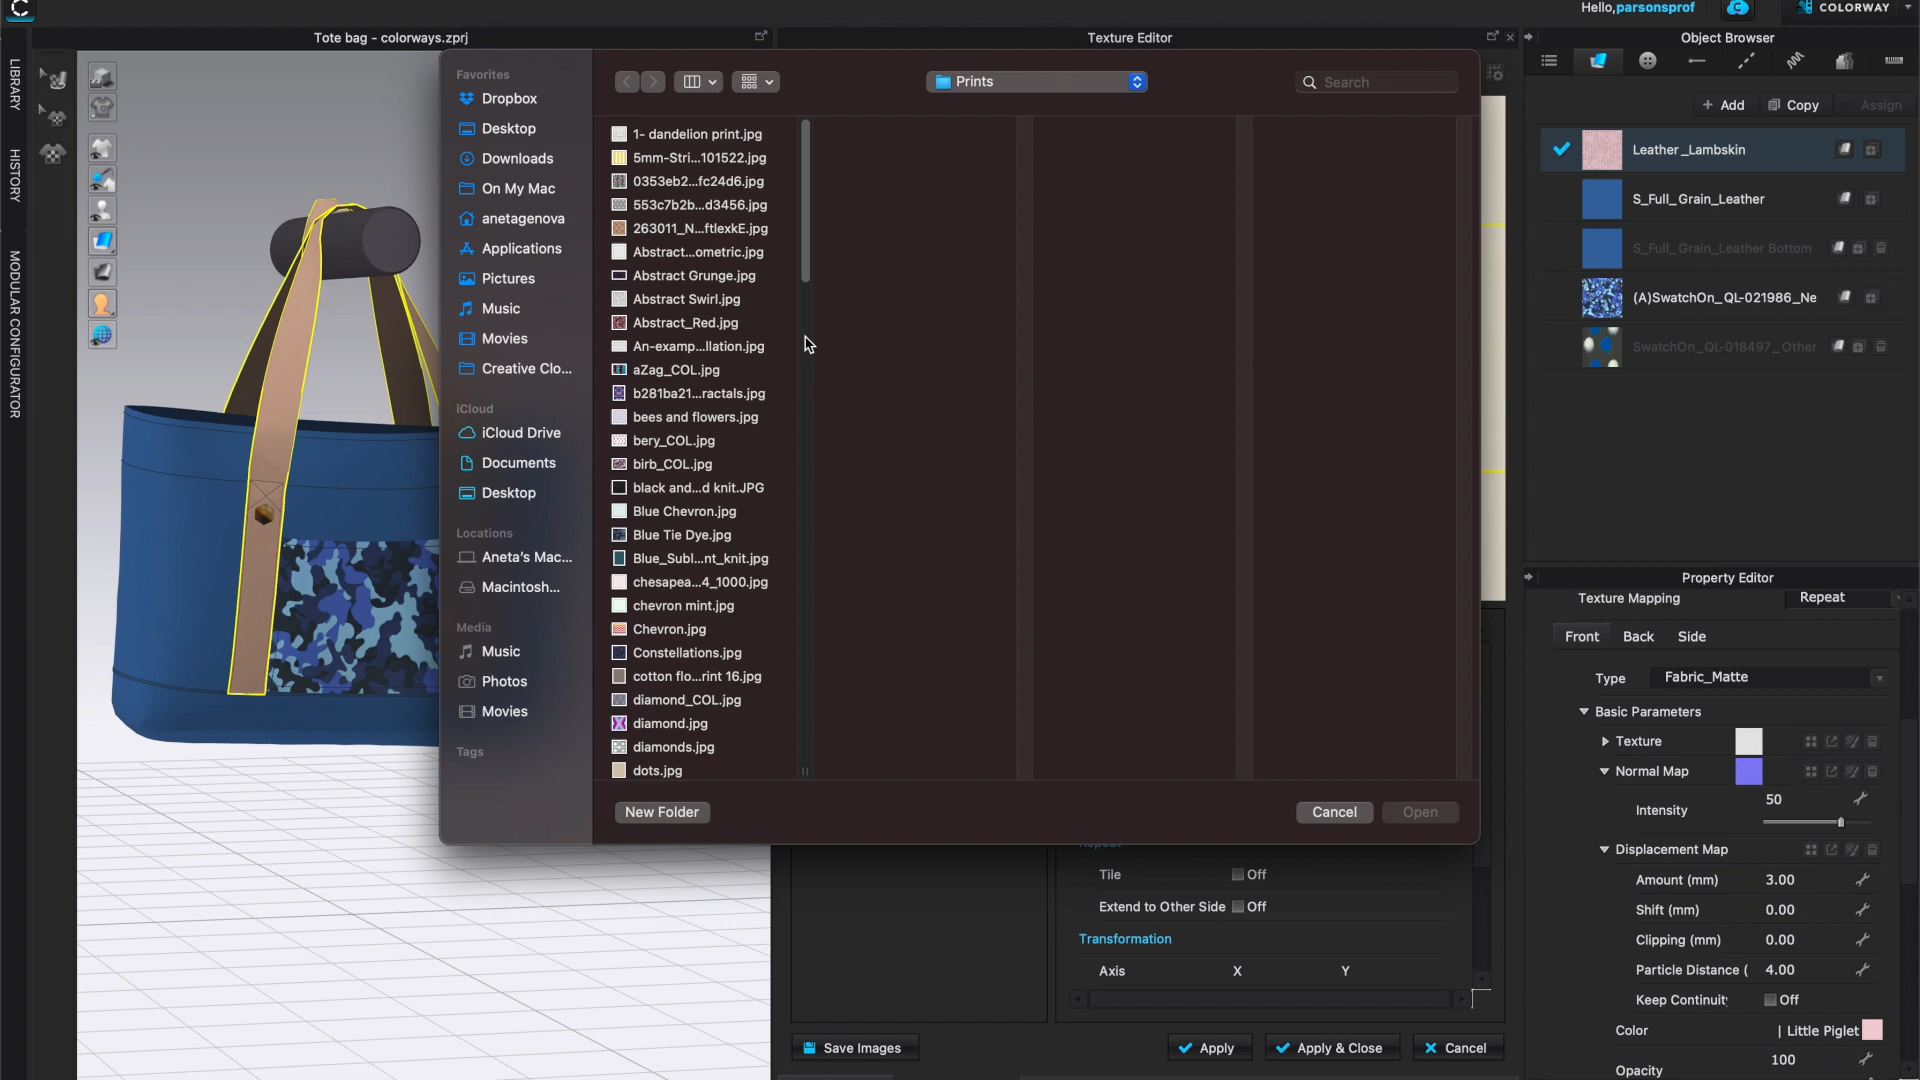 Hello,parsonsprof
COLORWAY
Tote bag - colorways.zprj
Texture Editor
Object Browser
LIBRARY
HISTORY
MODULAR CONFIGURATOR
Favorites
Dropbox
Desktop
Downloads
On My Mac
anetagenova
Applications
Pictures
Music
Movies
Creative Clo...
iCloud
iCloud Drive
Documents
Desktop
Locations
Aneta's Mac...
Macintosh...
Media
Music
Photos
Movies
Tags
Prints
Search
1- dandelion print.jpg
5mm-Stri...101522.jpg
0353eb2...fc24d6.jpg
553c7b2b...d3456.jpg
263011_N...ftlexkE.jpg
Abstract...ometric.jpg
Abstract Grunge.jpg
Abstract Swirl.jpg
Abstract_Red.jpg
An-examp...llation.jpg
aZag_COL.jpg
b281ba21...ractals.jpg
bees and flowers.jpg
bery_COL.jpg
birb_COL.jpg
black and...d knit.JPG
Blue Chevron.jpg
Blue Tie Dye.jpg
Blue_Subl...nt_knit.jpg
chesapea...4_1000.jpg
chevron mint.jpg
Chevron.jpg
Constellations.jpg
cotton flo...rint 16.jpg
diamond_COL.jpg
diamond.jpg
diamonds.jpg
dots.jpg
New Folder
Cancel
Open
Tile
Off
Extend to Other Side
Off
Transformation
Axis
X
Y
Save Images
Apply
Apply & Close
Cancel
+ Add
Copy
Assign
Leather _Lambskin
S_Full_Grain_Leather
S_Full_Grain_Leather Bottom
(A)SwatchOn_QL-021986_Ne
SwatchOn_QL-018497_Other
Property Editor
Texture Mapping
Repeat
Front
Back
Side
Type
Fabric_Matte
Basic Parameters
Texture
Normal Map
Intensity
50
Displacement Map
Amount (mm)
3.00
Shift (mm)
0.00
Clipping (mm)
0.00
Particle Distance (
4.00
Keep Continuit
Off
Color
| Little Piglet
Opacity
100